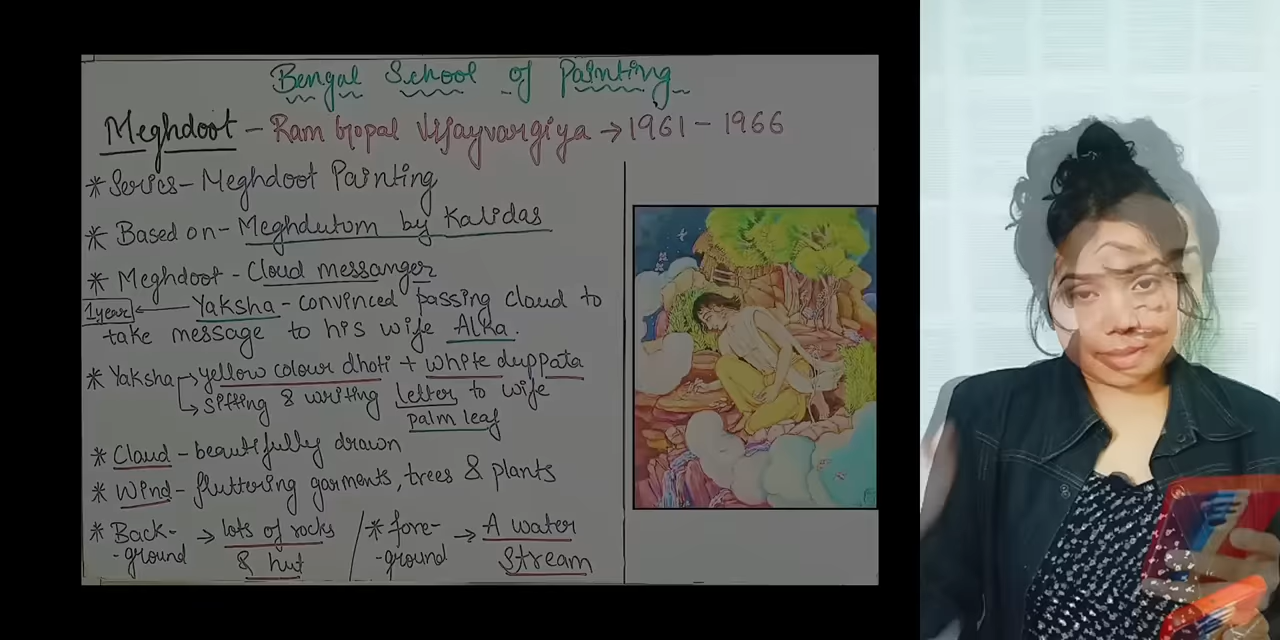 Bengal School of Painting
Meghdoot - Ram Gopal Vijayvargiya → 1961 - 1966
* Series - Meghdoot Painting
* Based on - Meghdutom by Kalidas
* Meghdoot - Cloud messanger
1year ← Yaksha - convinced passing cloud to
take message to his wife Alka.
* Yaksha → yellow colour dhoti + white duppata
→ sitting & writing letter to wife
palm leaf
* Cloud - beautifully drawn
* Wind - fluttering garments, trees & plants
* Back-
-ground → lots of rocks
& hut
* fore-
-ground → A water
stream